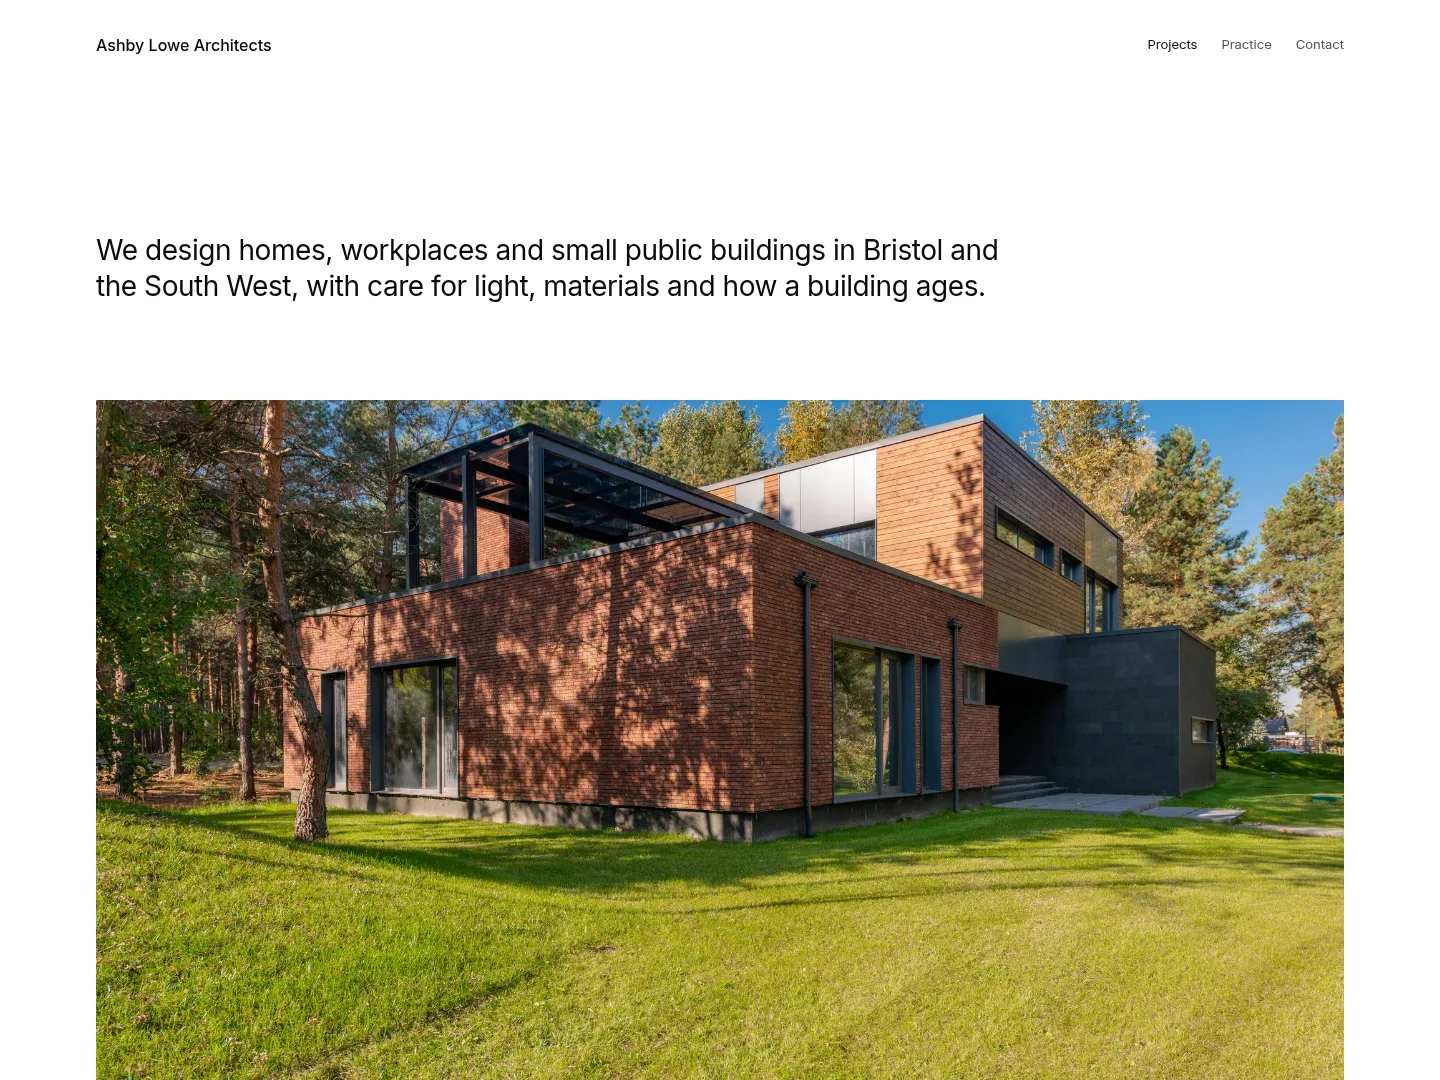 Ashby Lowe Architects
Projects Practice Contact
We design homes, workplaces and small public buildings in Bristol and
the South West, with care for light, materials and how a building ages.